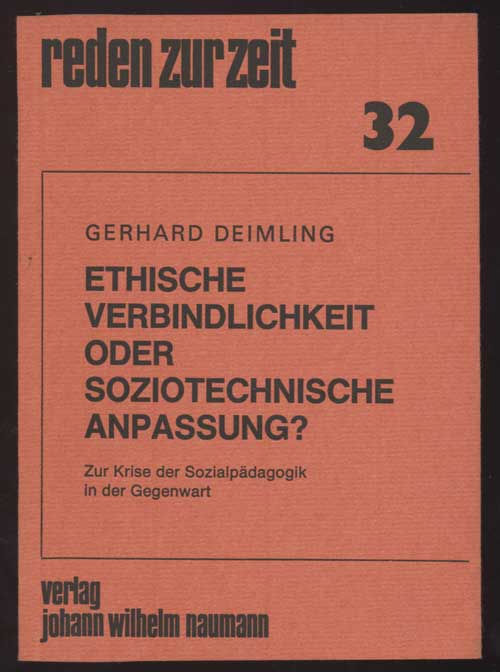 reden zur zeit
32
GERHARD DEIMLING
ETHISCHE
VERBINDLICHKEIT
ODER
SOZIOTECHNISCHE
ANPASSUNG?
Zur Krise der Sozialpädagogik
in der Gegenwart
verlag
johann wilhelm naumann